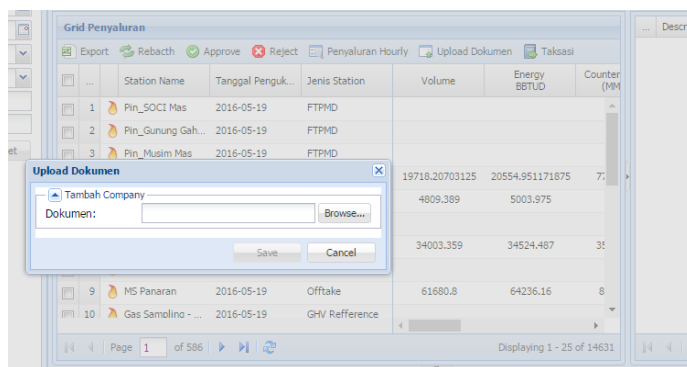 Grid Penyaluran
... Descr
Export Rebacth Approve Reject Penyaluran Hourly Upload Dokumen Taksasi
... Station Name Tanggal Penguk... Jenis Station Volume Energy BBTUD Counter (MM
1 Pin_SOCI Mas 2016-05-19 FTPMD
2 Pin_Gunung Gah... 2016-05-19 FTPMD
et 3 Pin_Musim Mas 2016-05-19 FTPMD
Upload Dokumen
19718.20703125 20554.951171875 77
Tambah Company
4809.389 5003.975
Dokumen: Browse...
34003.359 34524.487 35
Save Cancel
9 MS Panaran 2016-05-19 Offtake 61680.8 64236.16 8
10 Gas Sampling - ... 2016-05-19 GHV Refference
Page 1 of 586 Displaying 1 - 25 of 14631